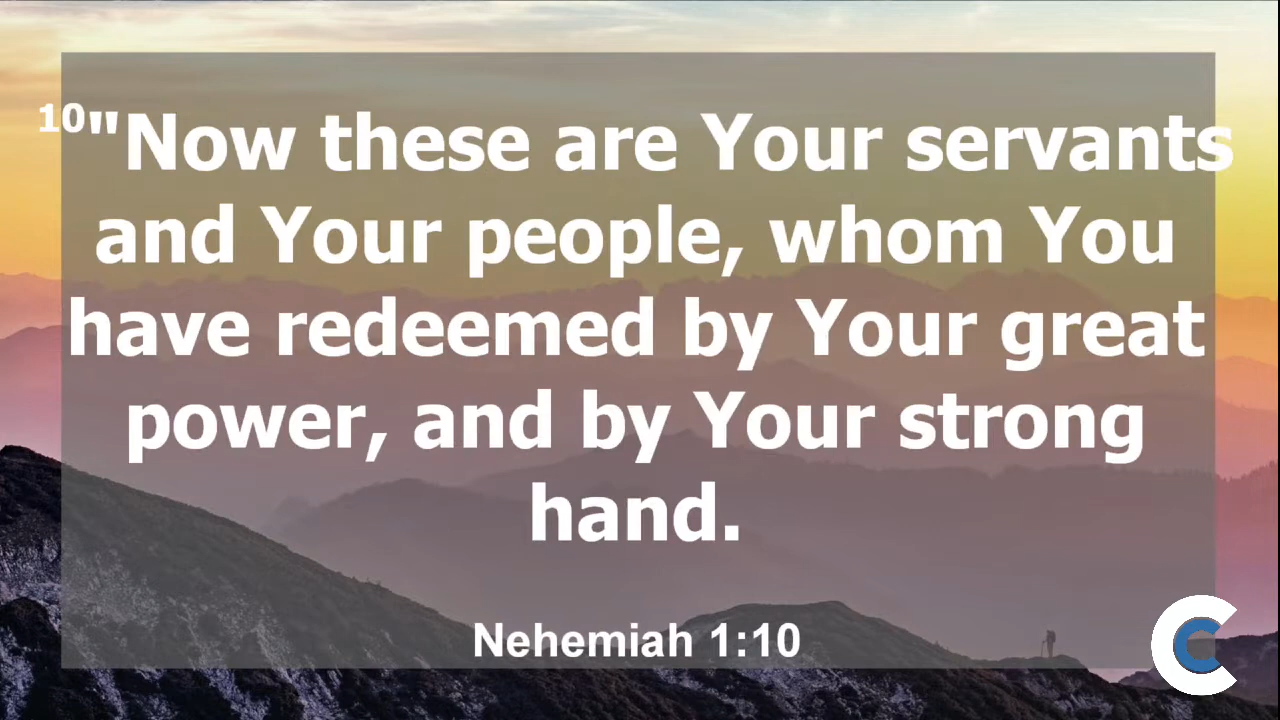 10"Now these are Your servants
and Your people, whom You
have redeemed by Your great
power, and by Your strong
hand.
Nehemiah 1:10